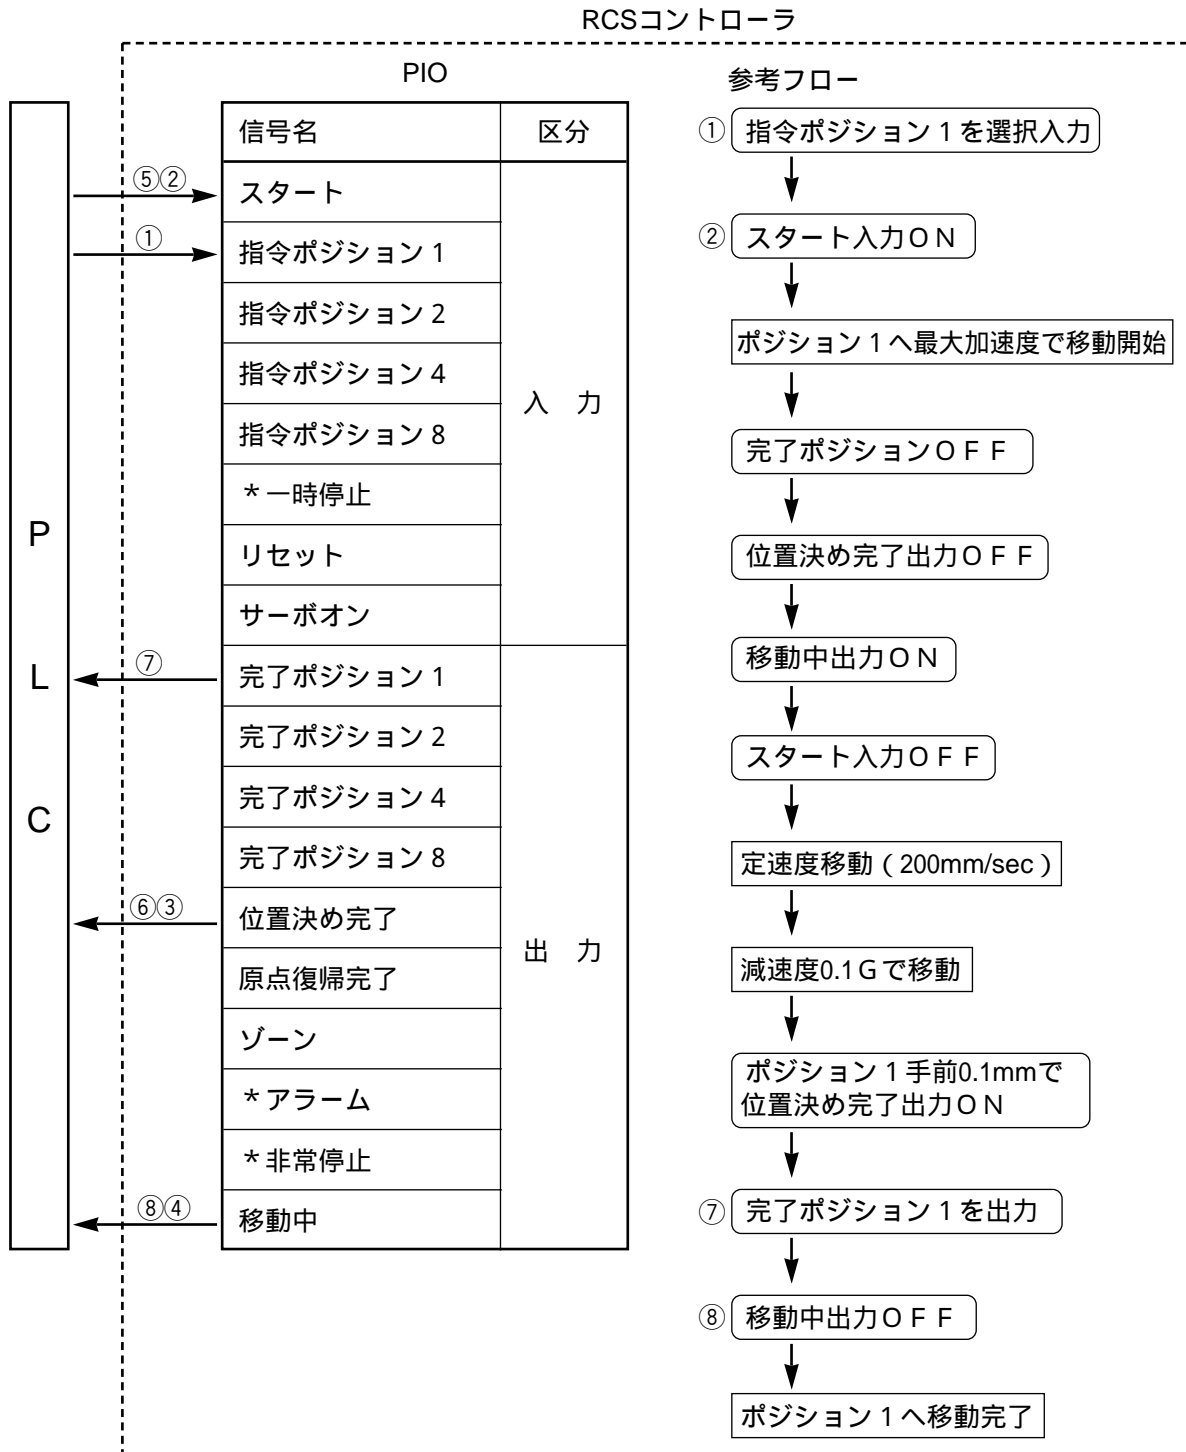 RCSコントローラ
PIO
信号名 区分
⑤② スタート
① 指令ポジション1
指令ポジション2
指令ポジション4
指令ポジション8
入 力
*一時停止
リセット
サーボオン
P
L
C
⑦ 完了ポジション1
完了ポジション2
完了ポジション4
完了ポジション8
⑥③ 位置決め完了
出 力
原点復帰完了
ゾーン
*アラーム
*非常停止
⑧④ 移動中
参考フロー
① 指令ポジション1を選択入力
② スタート入力ON
ポジション1へ最大加速度で移動開始
完了ポジションOFF
位置決め完了出力OFF
移動中出力ON
スタート入力OFF
定速度移動(200mm/sec)
減速度0.1Gで移動
ポジション1手前0.1mmで
位置決め完了出力ON
⑦ 完了ポジション1を出力
⑧ 移動中出力OFF
ポジション1へ移動完了